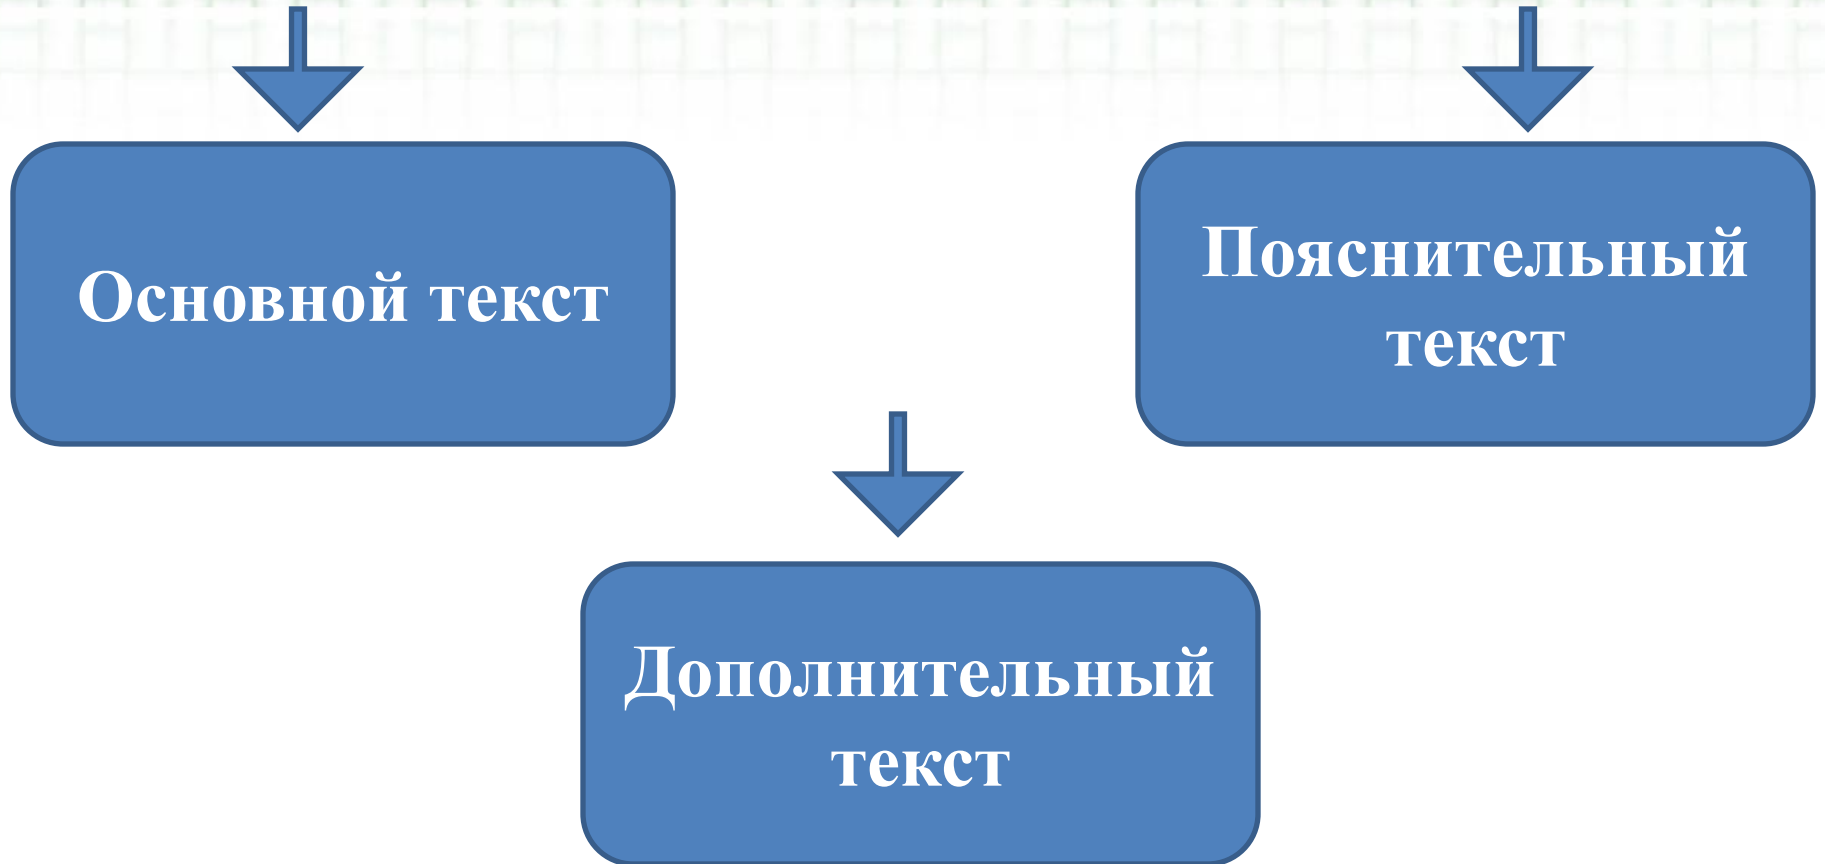 Основной текст
Пояснительный
текст
Дополнительный
текст